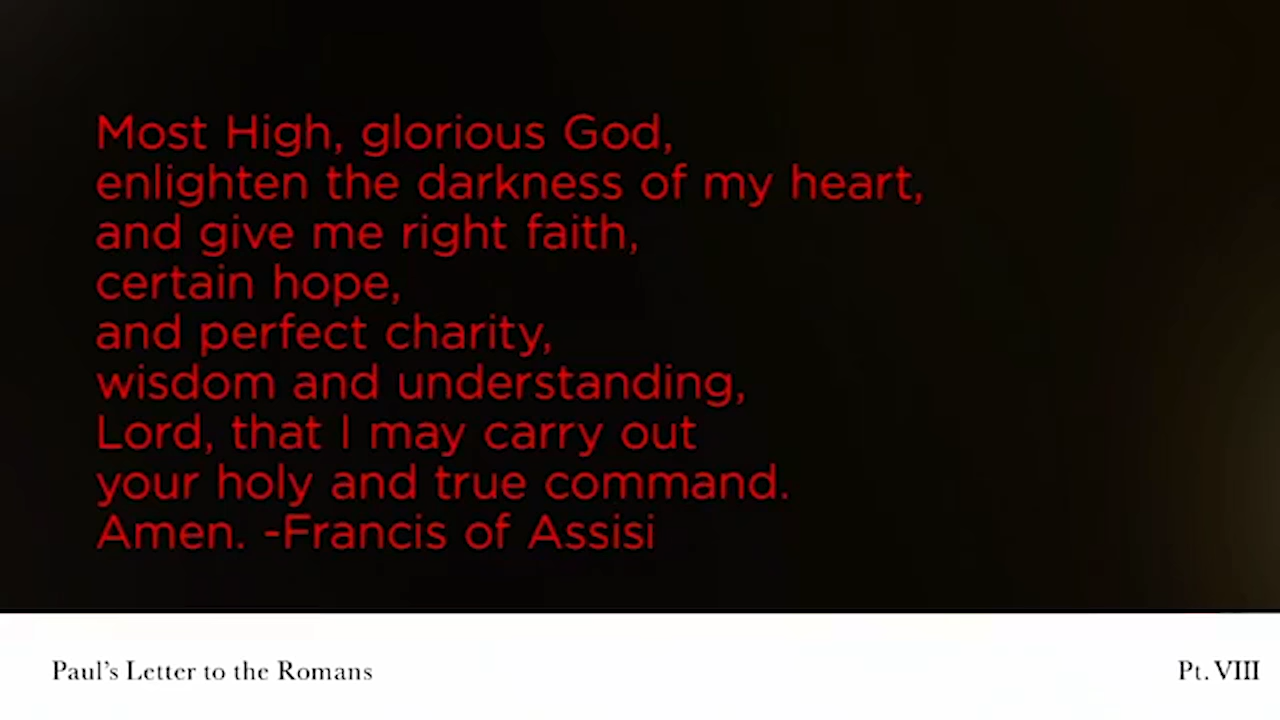 Most High, glorious God,
enlighten the darkness of my heart,
and give me right faith,
certain hope,
and perfect charity,
wisdom and understanding,
Lord, that I may carry out
your holy and true command.
Amen. -Francis of Assisi
Paul's Letter to the Romans
Pt. VIII